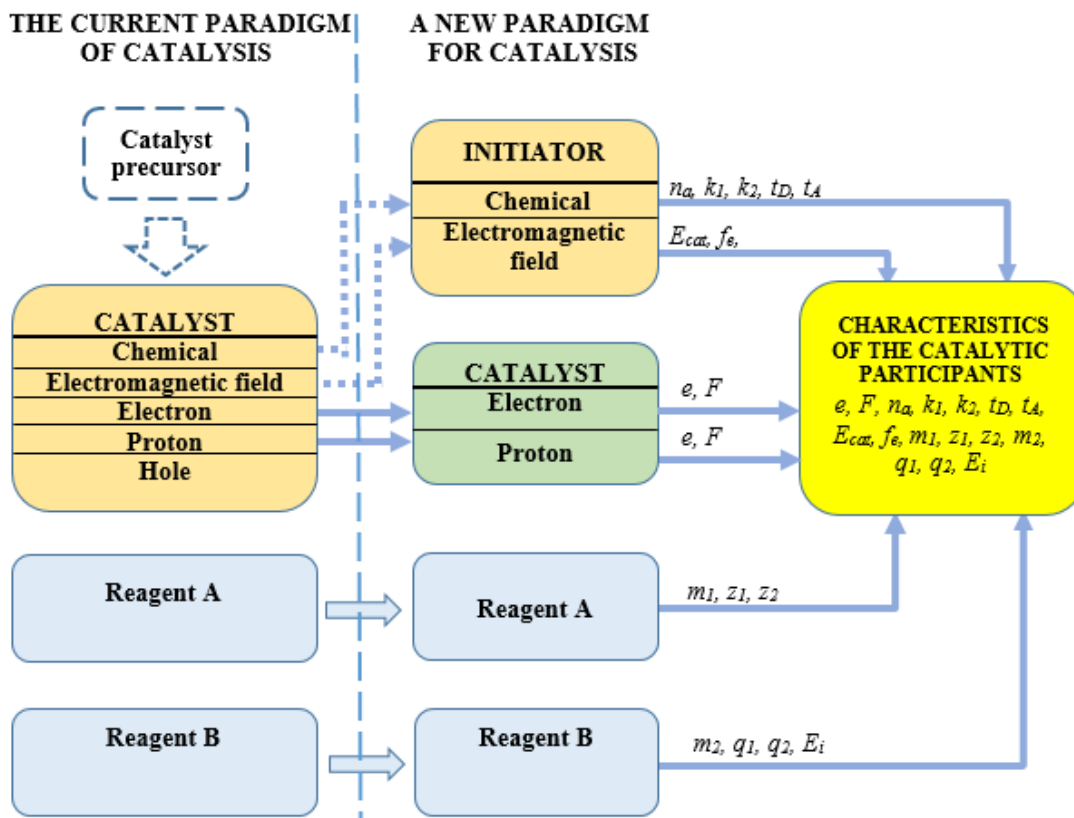 THE CURRENT PARADIGM
OF CATALYSIS
A NEW PARADIGM
FOR CATALYSIS
Catalyst
precursor
CATALYST
Chemical
Electromagnetic field
Electron
Proton
Hole
Reagent A
Reagent B
INITIATOR
Chemical
Electromagnetic
field
CATALYST
Electron
Proton
Reagent A
Reagent B
n_a, k_1, k_2, t_D, t_A
E_cat, f_e,
e, F
e, F
m_1, z_1, z_2
m_2, q_1, q_2, E_i
CHARACTERISTICS
OF THE CATALYTIC
PARTICIPANTS
e, F, n_a, k_1, k_2, t_D, t_A,
E_cat, f_e, m_1, z_1, z_2, m_2,
q_1, q_2, E_i